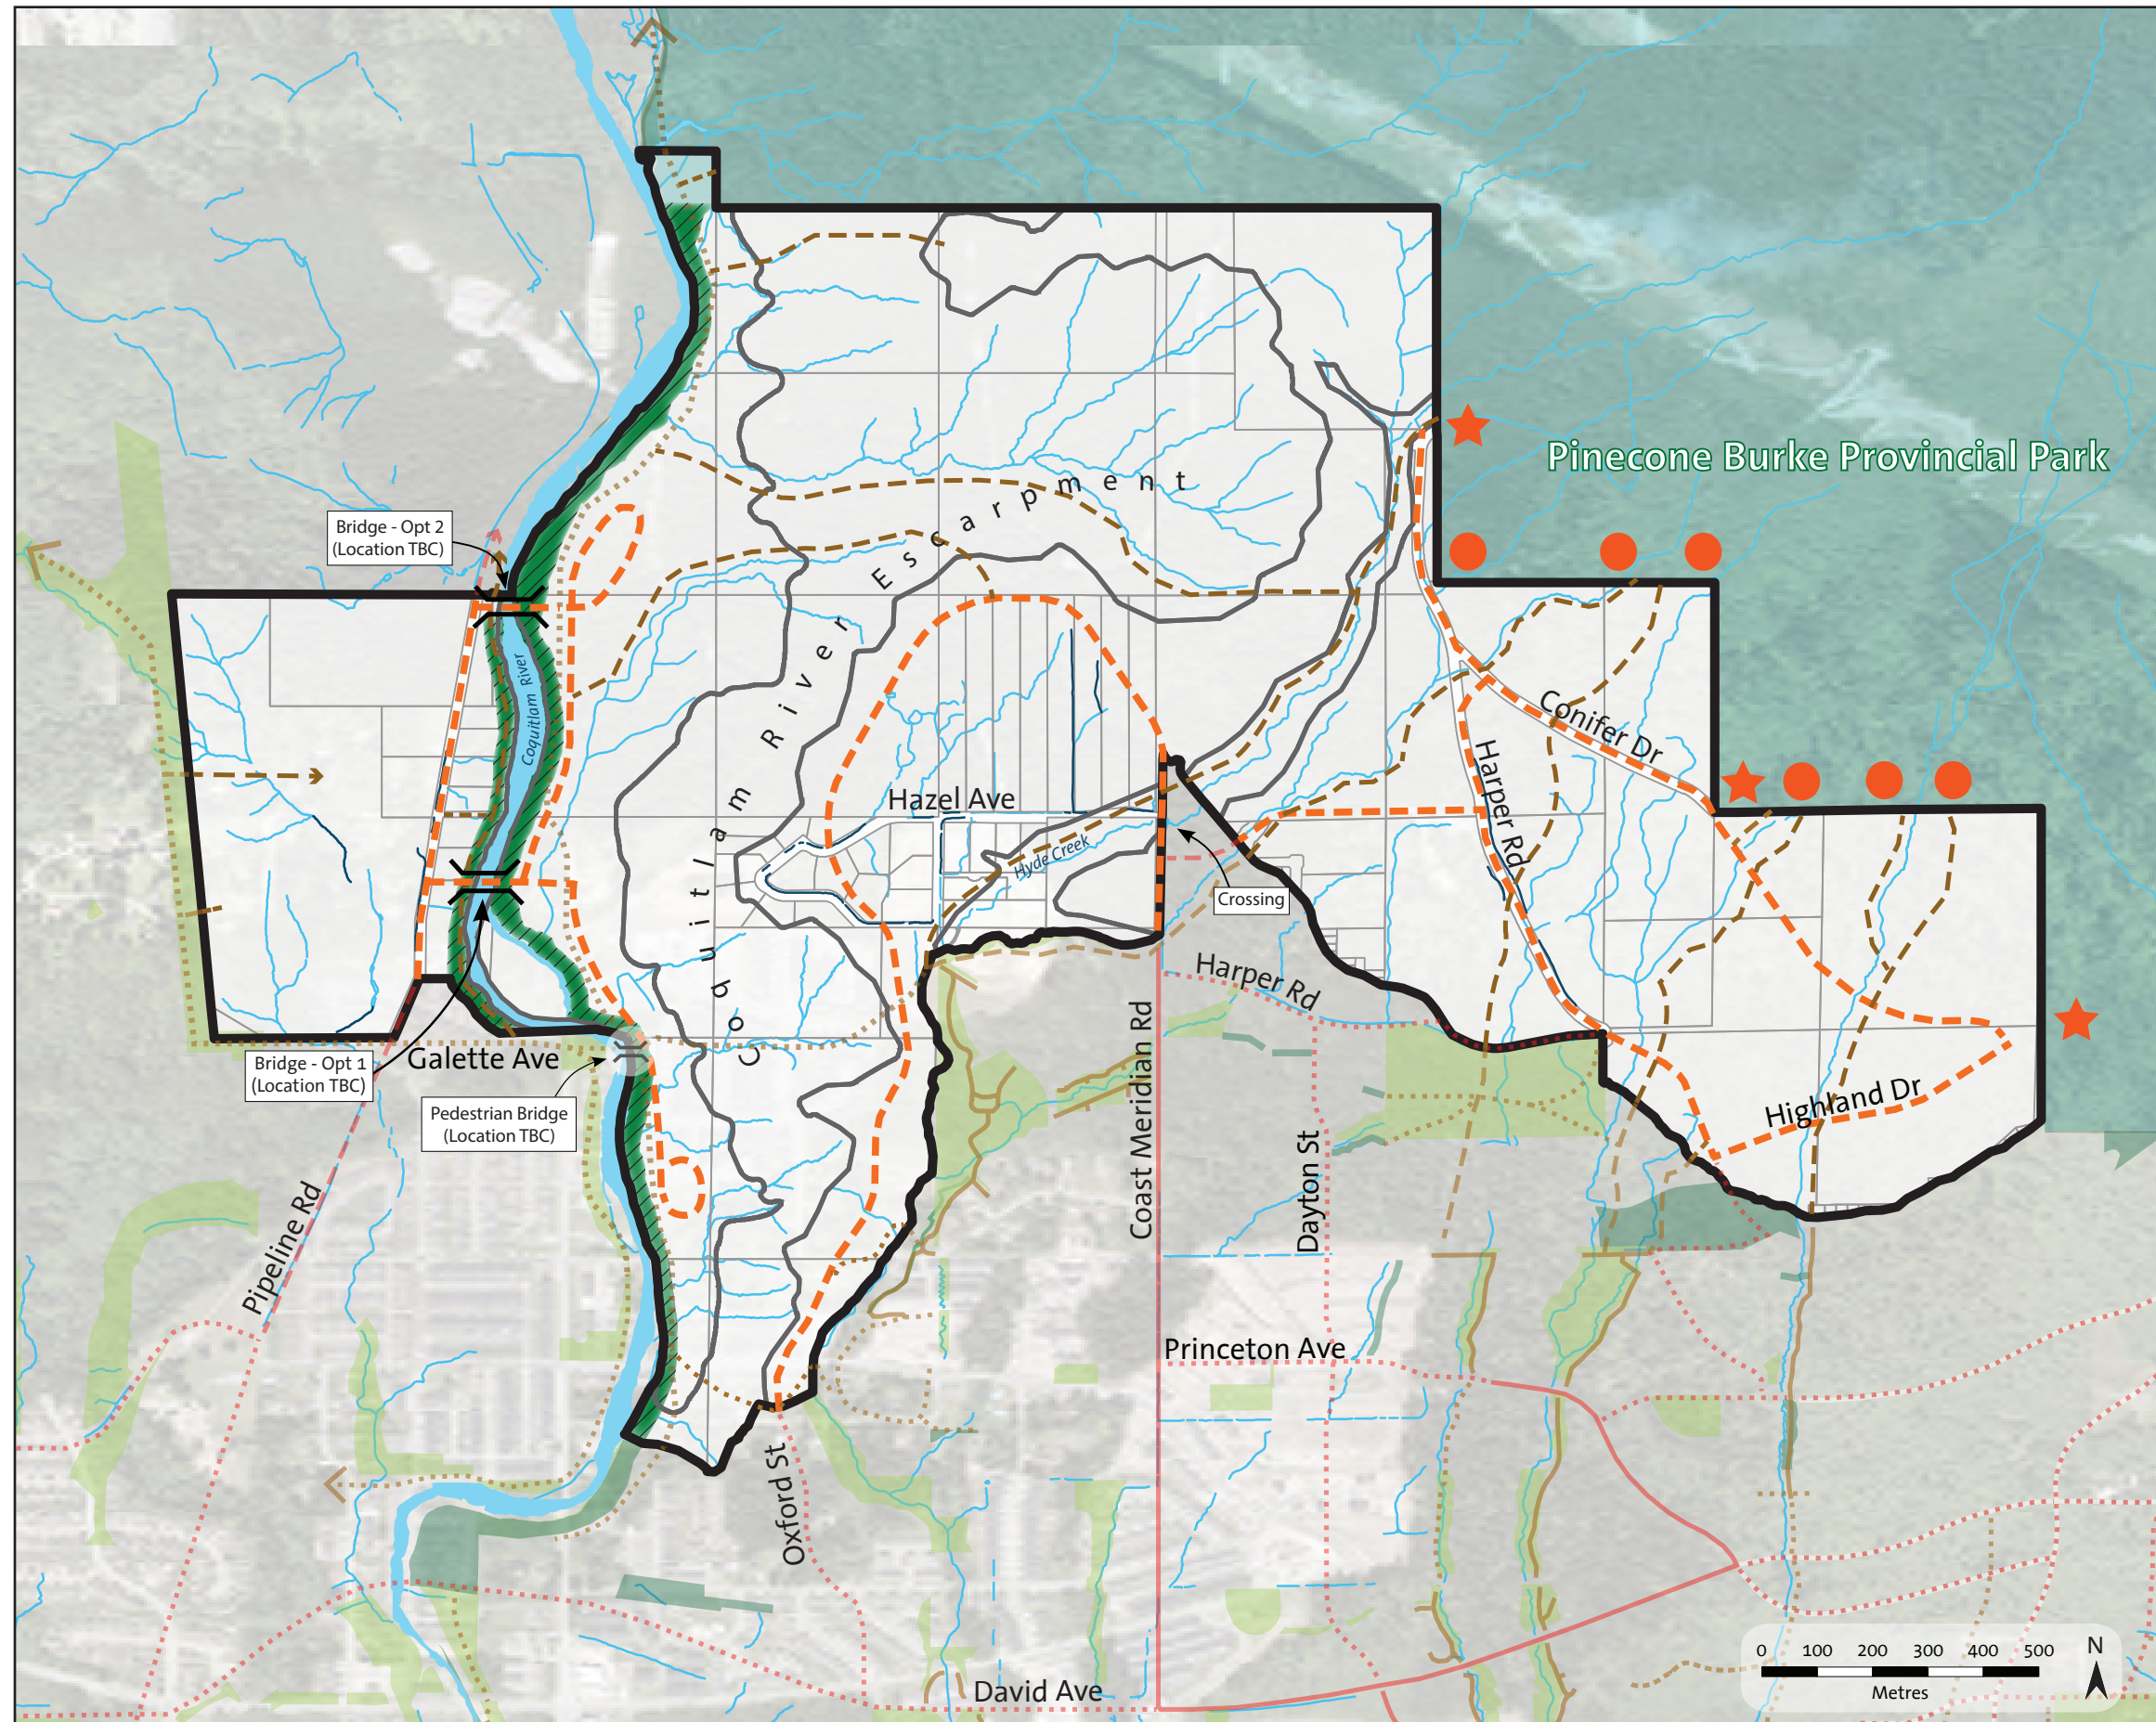 Pinecone Burke Provincial Park
Bridge - Opt 2
(Location TBC)
Coquitlam River
Coquitlam River Escarpment
Conifer Dr
Harper Rd
Hazel Ave
Hyde Creek
Crossing
Harper Rd
Galette Ave
Bridge - Opt 1
(Location TBC)
Pedestrian Bridge
(Location TBC)
Highland Dr
Coast Meridian Rd
Dayton St
Pipeline Rd
Princeton Ave
Oxford St
David Ave
0 100 200 300 400 500
Metres
N